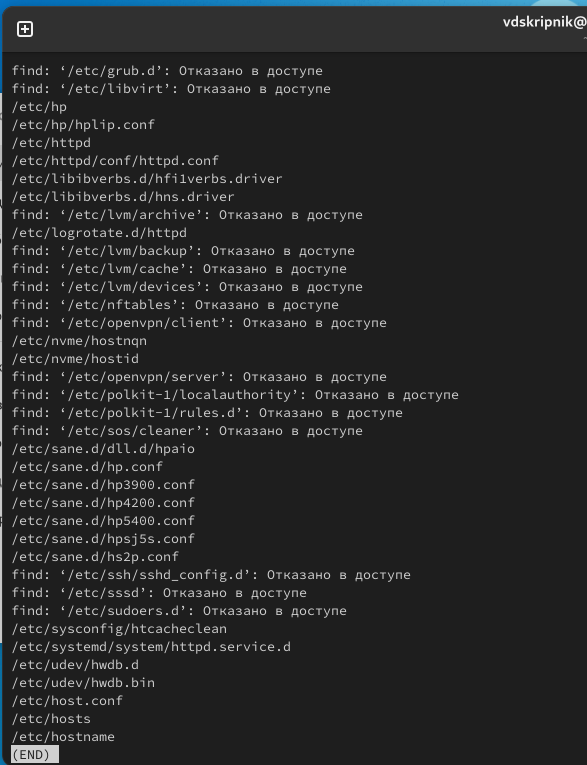 vdskripnik@
find: ‘/etc/grub.d’: Отказано в доступе
find: ‘/etc/libvirt’: Отказано в доступе
/etc/hp
/etc/hp/hplip.conf
/etc/httpd
/etc/httpd/conf/httpd.conf
/etc/libibverbs.d/hfi1verbs.driver
/etc/libibverbs.d/hns.driver
find: ‘/etc/lvm/archive’: Отказано в доступе
/etc/logrotate.d/httpd
find: ‘/etc/lvm/backup’: Отказано в доступе
find: ‘/etc/lvm/cache’: Отказано в доступе
find: ‘/etc/lvm/devices’: Отказано в доступе
find: ‘/etc/nftables’: Отказано в доступе
find: ‘/etc/openvpn/client’: Отказано в доступе
/etc/nvme/hostnqn
/etc/nvme/hostid
find: ‘/etc/openvpn/server’: Отказано в доступе
find: ‘/etc/polkit-1/localauthority’: Отказано в доступе
find: ‘/etc/polkit-1/rules.d’: Отказано в доступе
find: ‘/etc/sos/cleaner’: Отказано в доступе
/etc/sane.d/dll.d/hpaio
/etc/sane.d/hp.conf
/etc/sane.d/hp3900.conf
/etc/sane.d/hp4200.conf
/etc/sane.d/hp5400.conf
/etc/sane.d/hpsj5s.conf
/etc/sane.d/hs2p.conf
find: ‘/etc/ssh/sshd_config.d’: Отказано в доступе
find: ‘/etc/sssd’: Отказано в доступе
find: ‘/etc/sudoers.d’: Отказано в доступе
/etc/sysconfig/htcacheclean
/etc/systemd/system/httpd.service.d
/etc/udev/hwdb.d
/etc/udev/hwdb.bin
/etc/host.conf
/etc/hosts
/etc/hostname
(END)